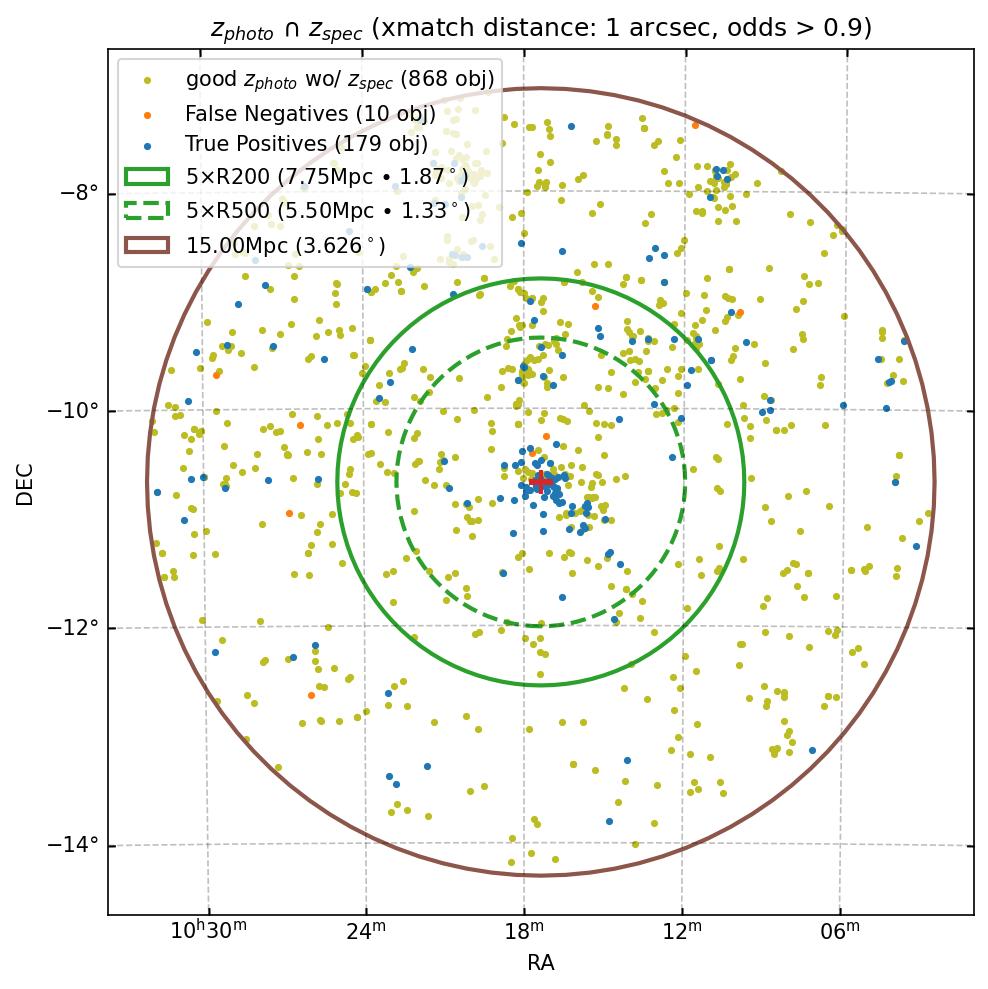 z_photo ∩ z_spec (xmatch distance: 1 arcsec, odds > 0.9)
good z_photo wo/ z_spec (868 obj)
False Negatives (10 obj)
True Positives (179 obj)
5×R200 (7.75Mpc • 1.87°)
5×R500 (5.50Mpc • 1.33°)
15.00Mpc (3.626°)
−8°
−10°
−12°
−14°
DEC
10ʰ30ᵐ 24ᵐ 18ᵐ 12ᵐ 06ᵐ
RA